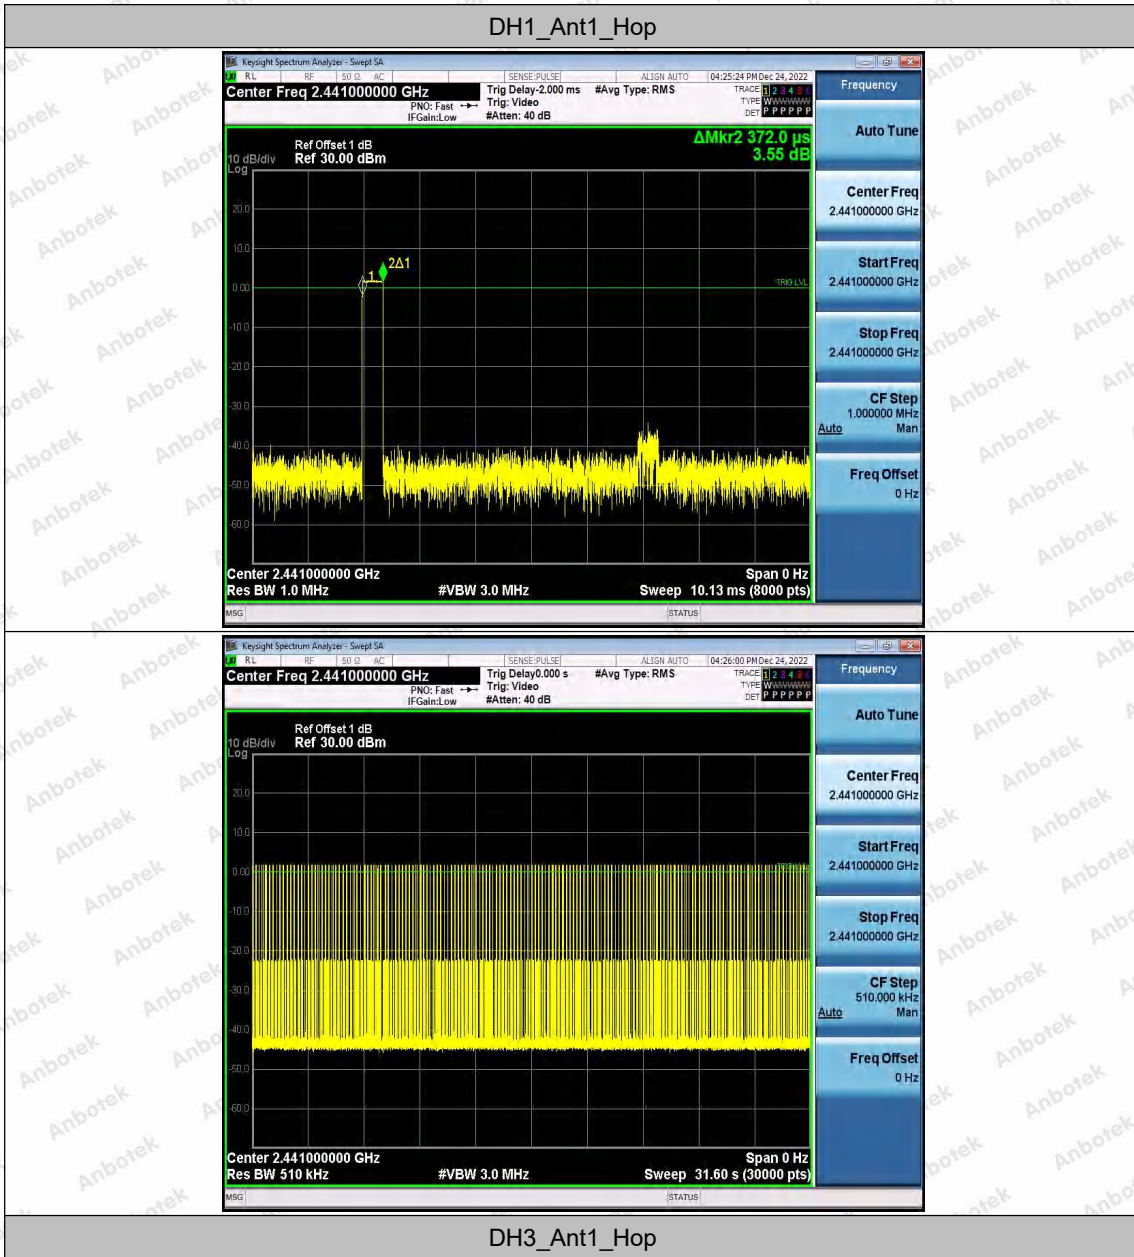 DH1_Ant1_Hop
Keysight Spectrum Analyzer - Swept SA
RL RF 50 Ω AC SENSE:PULSE ALIGN AUTO 04:25:24 PM Dec 24, 2022
Center Freq 2.441000000 GHz
PNO: Fast
IFGain:Low
Trig Delay-2.000 ms
Trig: Video
#Atten: 40 dB
#Avg Type: RMS
TRACE 1 2 3 4 5 6
TYPE WWWWWW
DET P P P P P P
ΔMkr2 372.0 µs
3.55 dB
Ref Offset 1 dB
10 dB/div Ref 30.00 dBm
Log
20.0
10.0
0.00
-10.0
-20.0
-30.0
-40.0
-50.0
-60.0
1
2Δ1
TRIG LVL
Center 2.441000000 GHz Span 0 Hz
Res BW 1.0 MHz #VBW 3.0 MHz Sweep 10.13 ms (8000 pts)
MSG STATUS
Frequency
Auto Tune
Center Freq
2.441000000 GHz
Start Freq
2.441000000 GHz
Stop Freq
2.441000000 GHz
CF Step
1.000000 MHz
Auto Man
Freq Offset
0 Hz
Keysight Spectrum Analyzer - Swept SA
RL RF 50 Ω AC SENSE:PULSE ALIGN AUTO 04:26:00 PM Dec 24, 2022
Center Freq 2.441000000 GHz
PNO: Fast
IFGain:Low
Trig Delay0.000 s
Trig: Video
#Atten: 40 dB
#Avg Type: RMS
TRACE 1 2 3 4 5 6
TYPE WWWWWW
DET P P P P P P
Ref Offset 1 dB
10 dB/div Ref 30.00 dBm
Log
20.0
10.0
0.00
-10.0
-20.0
-30.0
-40.0
-50.0
-60.0
Center 2.441000000 GHz Span 0 Hz
Res BW 510 kHz #VBW 3.0 MHz Sweep 31.60 s (30000 pts)
MSG STATUS
Frequency
Auto Tune
Center Freq
2.441000000 GHz
Start Freq
2.441000000 GHz
Stop Freq
2.441000000 GHz
CF Step
510.000 kHz
Auto Man
Freq Offset
0 Hz
DH3_Ant1_Hop
Anbotek